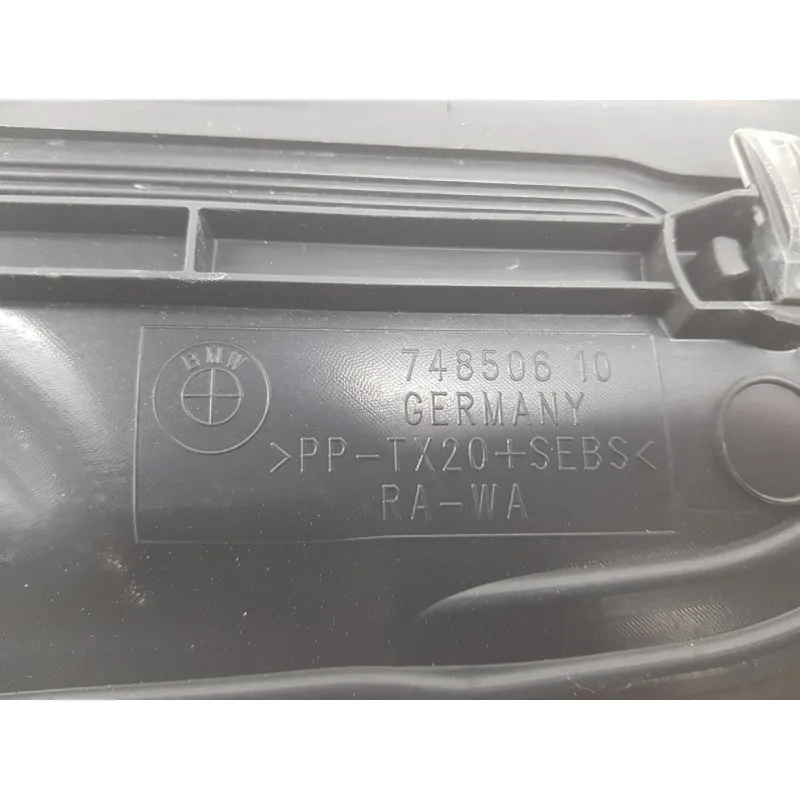 BMW
748506 10
GERMANY
>PP-TX20+SEBS<
RA-WA